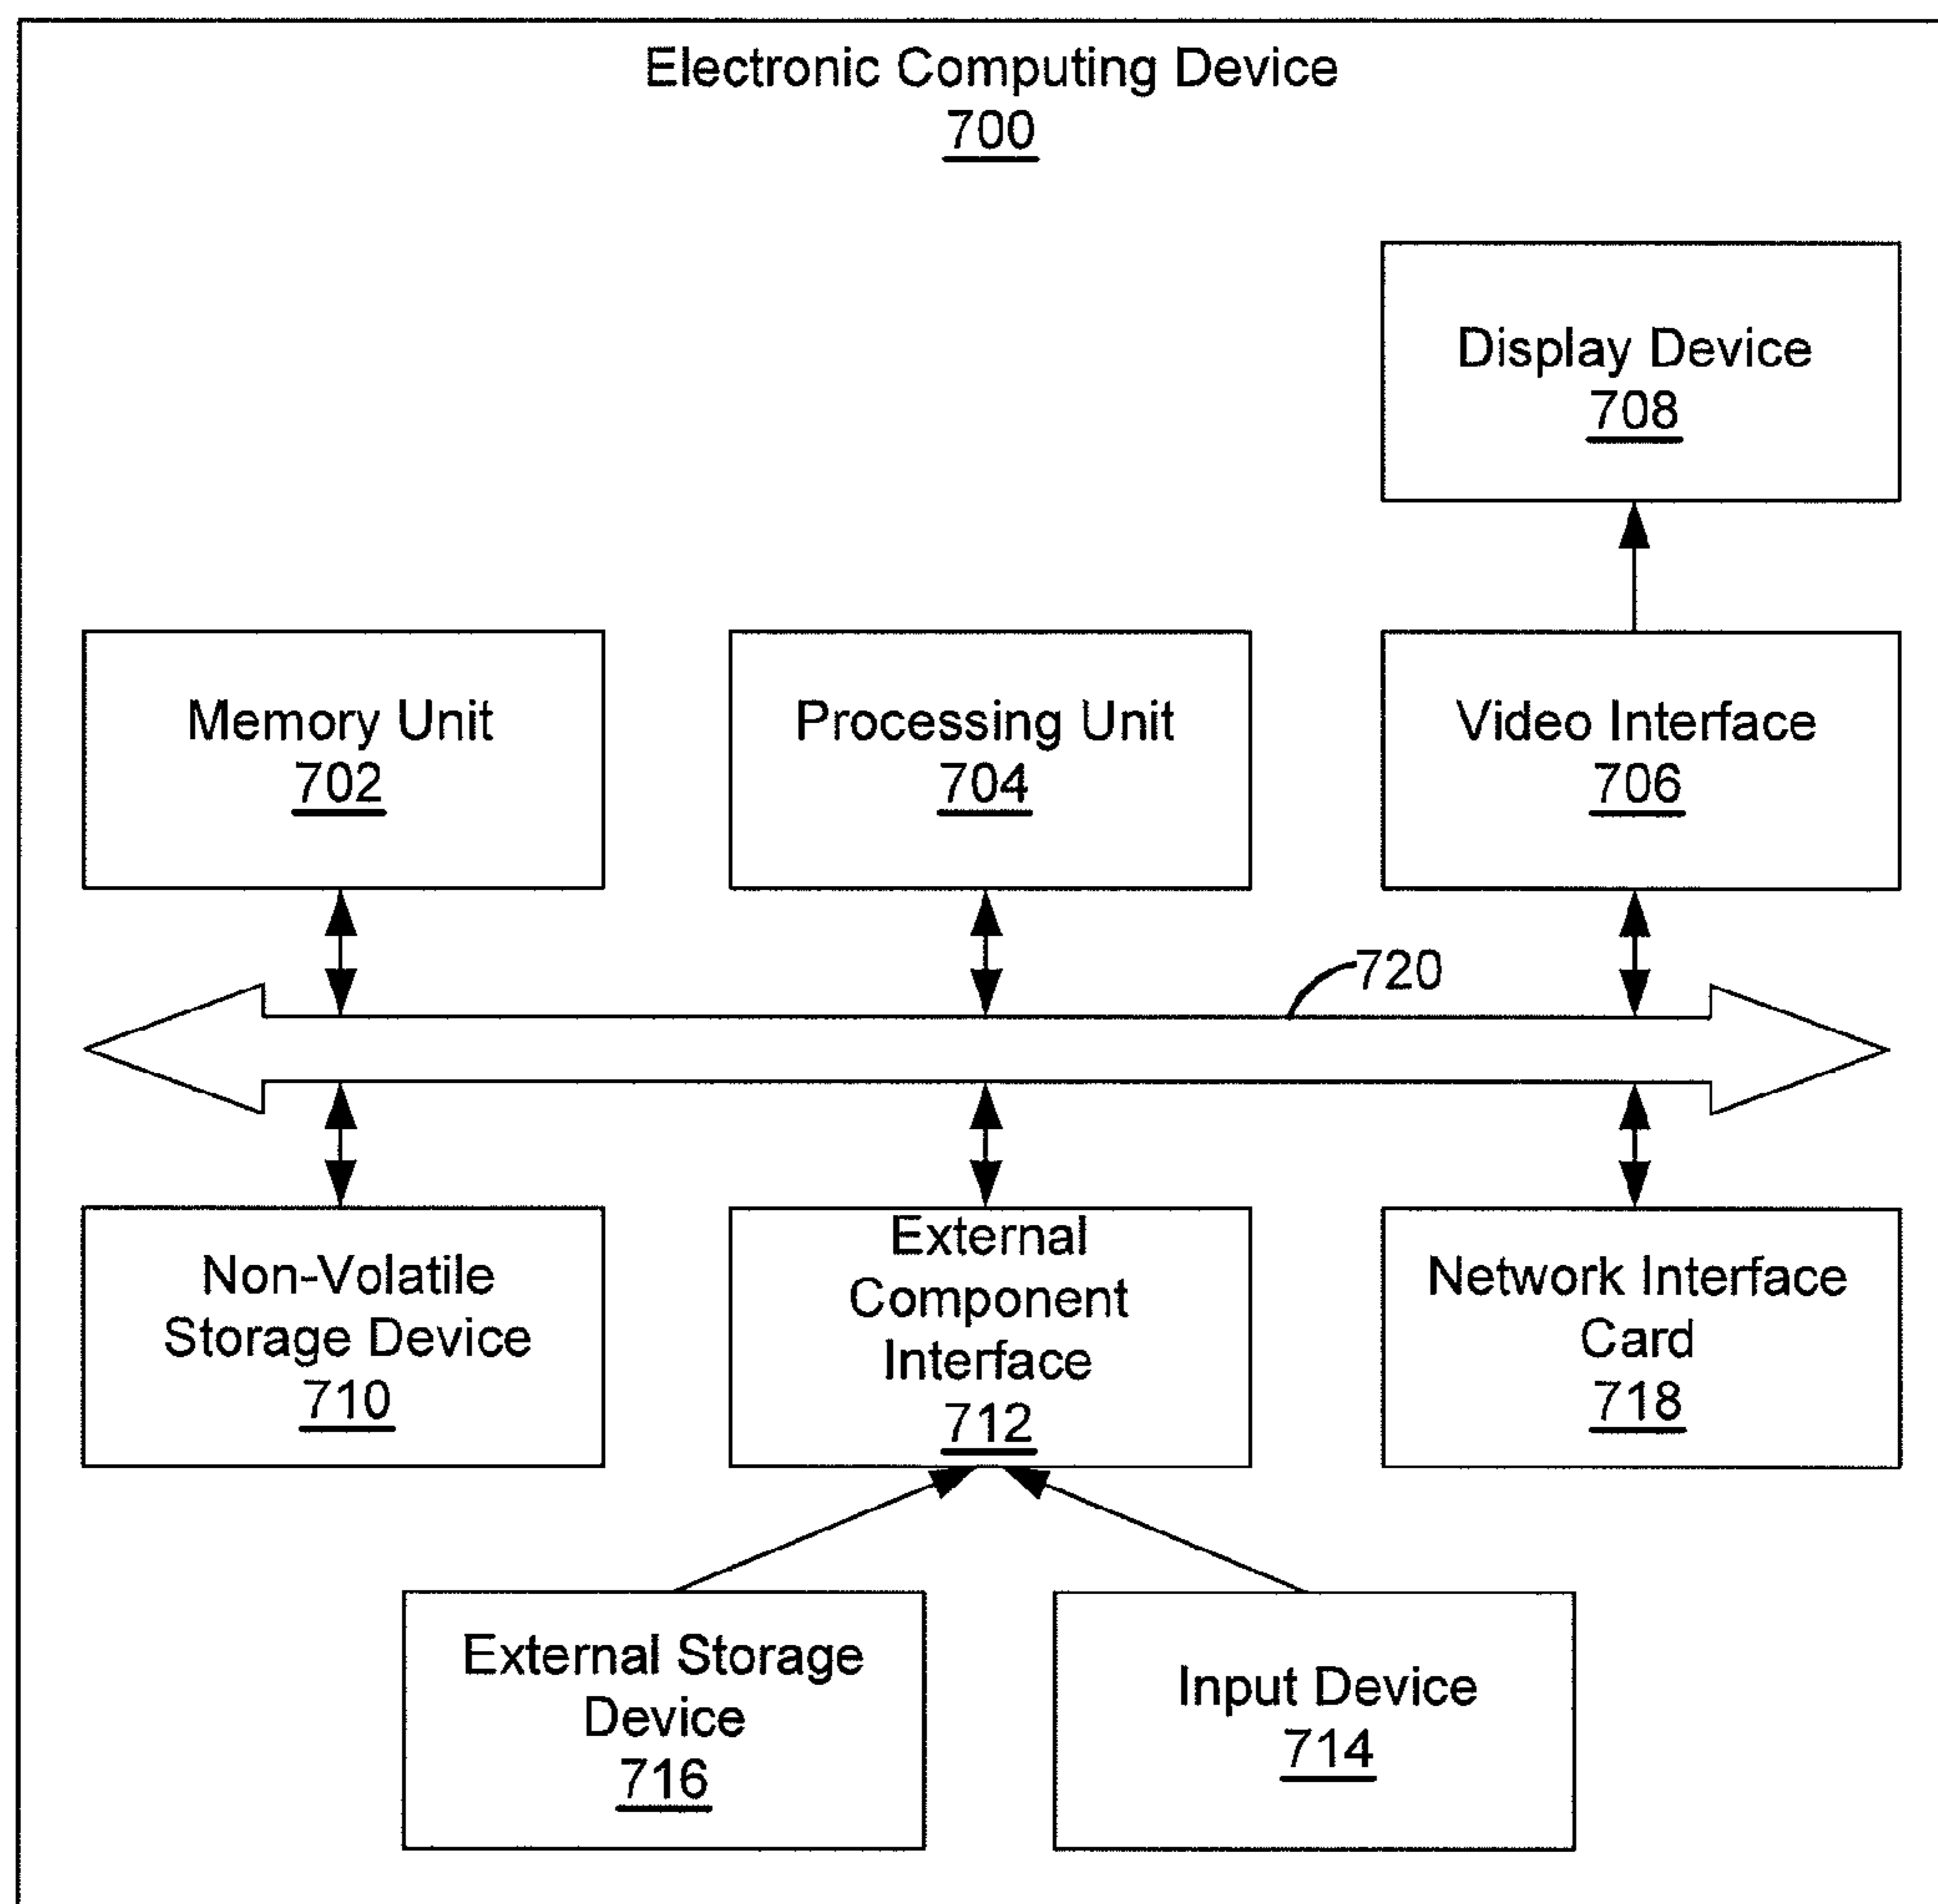 Electronic Computing Device
700
Display Device
708
Memory Unit
702
Processing Unit
704
Video Interface
706
720
Non-Volatile
Storage Device
710
External
Component
Interface
712
Network Interface
Card
718
External Storage
Device
716
Input Device
714